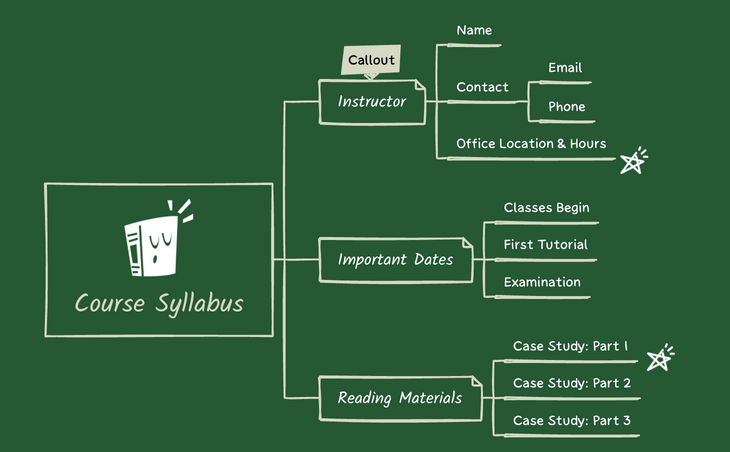 Course Syllabus
Callout
Instructor
Name
Contact
Email
Phone
Office Location & Hours
Important Dates
Classes Begin
First Tutorial
Examination
Reading Materials
Case Study: Part 1
Case Study: Part 2
Case Study: Part 3